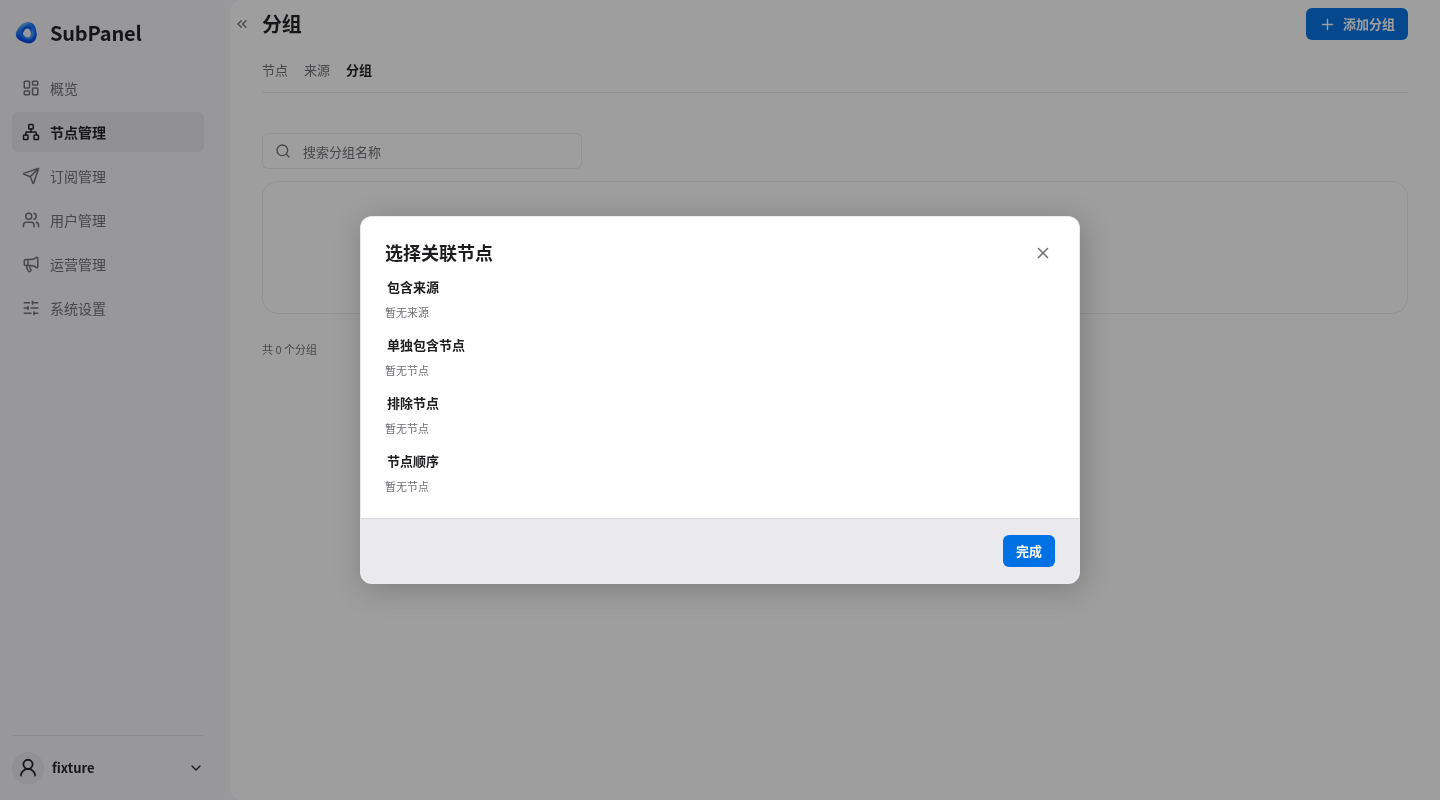 SubPanel
概览
节点管理
订阅管理
用户管理
运营管理
系统设置
fixture
分组
添加分组
节点 来源 分组
搜索分组名称
共 0 个分组
选择关联节点
包含来源
暂无来源
单独包含节点
暂无节点
排除节点
暂无节点
节点顺序
暂无节点
完成